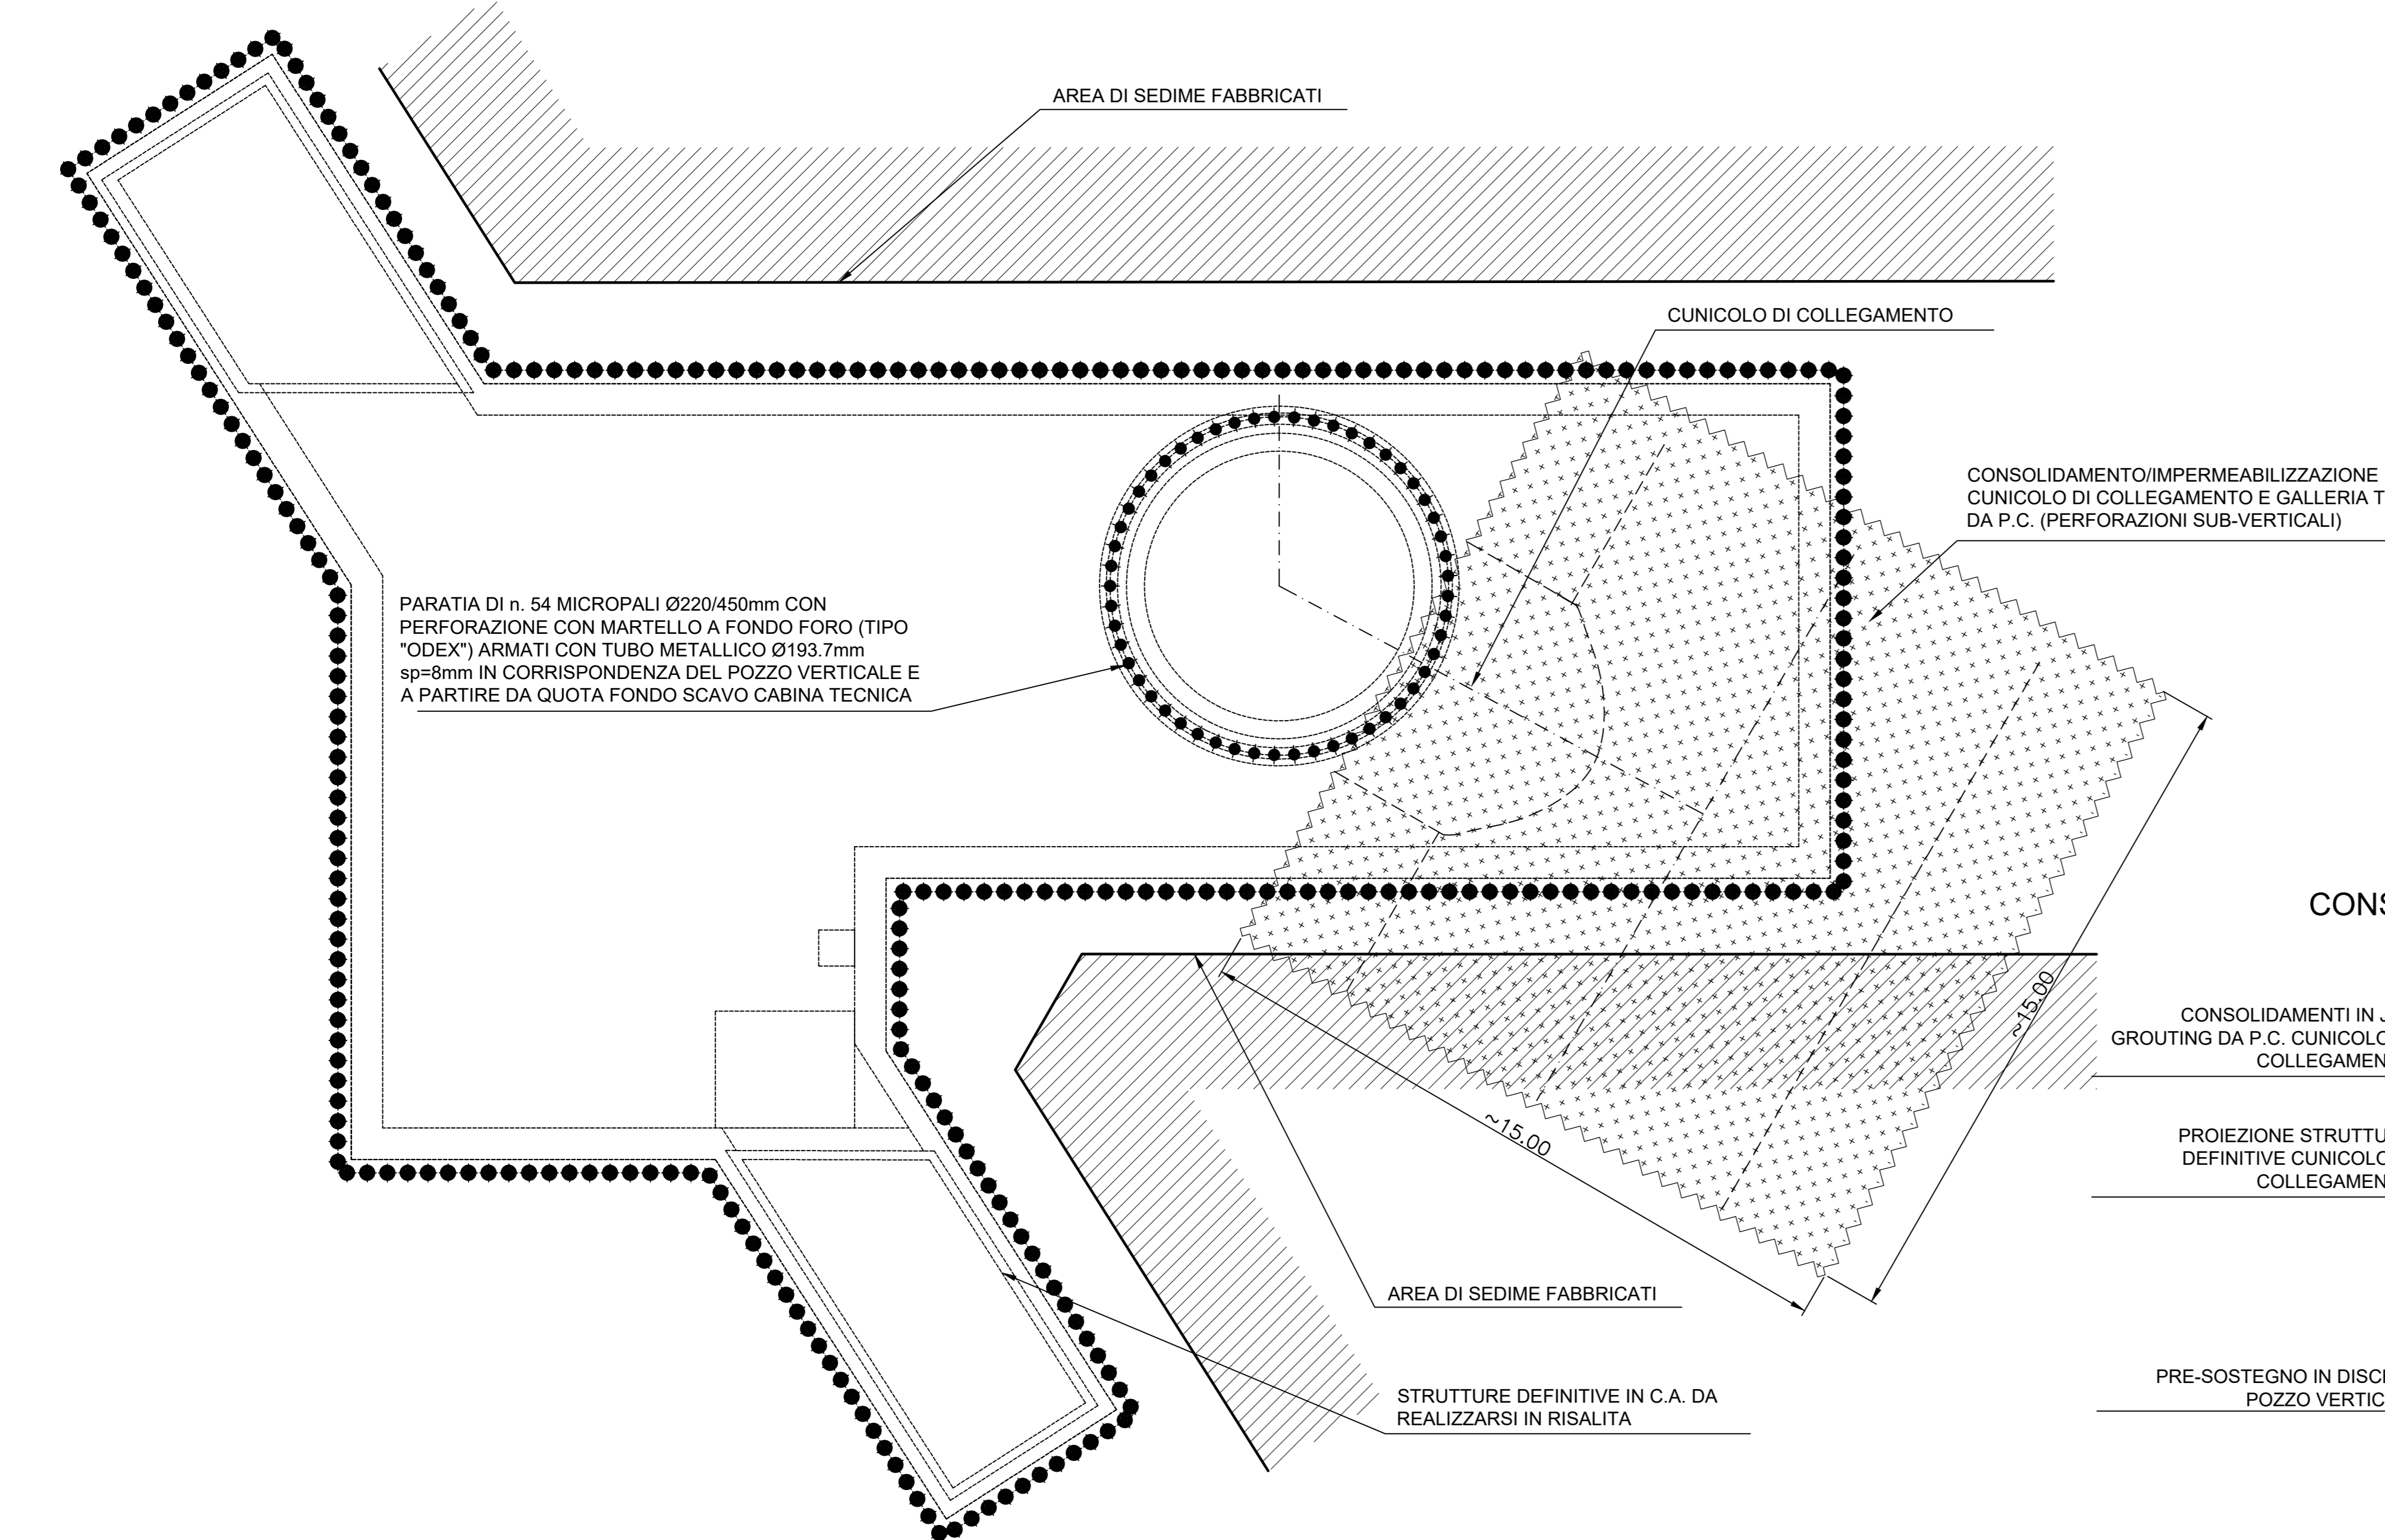 AREA DI SEDIME FABBRICATI
CUNICOLO DI COLLEGAMENTO
CONSOLIDAMENTO/IMPERMEABILIZZAZIONE
CUNICOLO DI COLLEGAMENTO E GALLERIA T
DA P.C. (PERFORAZIONI SUB-VERTICALI)
PARATIA DI n. 54 MICROPALI Ø220/450mm CON
PERFORAZIONE CON MARTELLO A FONDO FORO (TIPO
"ODEX") ARMATI CON TUBO METALLICO Ø193.7mm
sp=8mm IN CORRISPONDENZA DEL POZZO VERTICALE E
A PARTIRE DA QUOTA FONDO SCAVO CABINA TECNICA
CONS
~15.00
CONSOLIDAMENTI IN J
GROUTING DA P.C. CUNICOLO
COLLEGAMEN
~15.00
PROIEZIONE STRUTTU
DEFINITIVE CUNICOLO
COLLEGAMEN
AREA DI SEDIME FABBRICATI
PRE-SOSTEGNO IN DISC
POZZO VERTIC
STRUTTURE DEFINITIVE IN C.A. DA
REALIZZARSI IN RISALITA